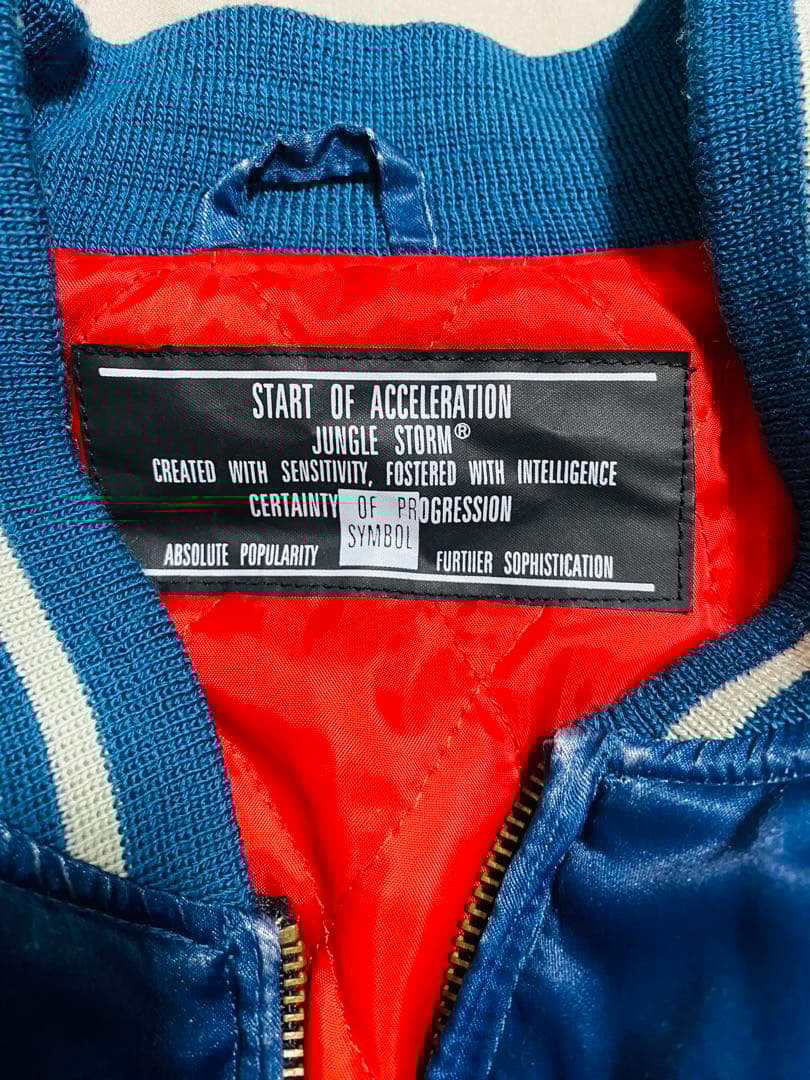 START OF ACCELERATION
JUNGLE STORM®
CREATED WITH SENSITIVITY, FOSTERED WITH INTELLIGENCE
CERTAINTY OF PROGRESSION
SYMBOL
ABSOLUTE POPULARITY FURTIIER SOPHISTICATION